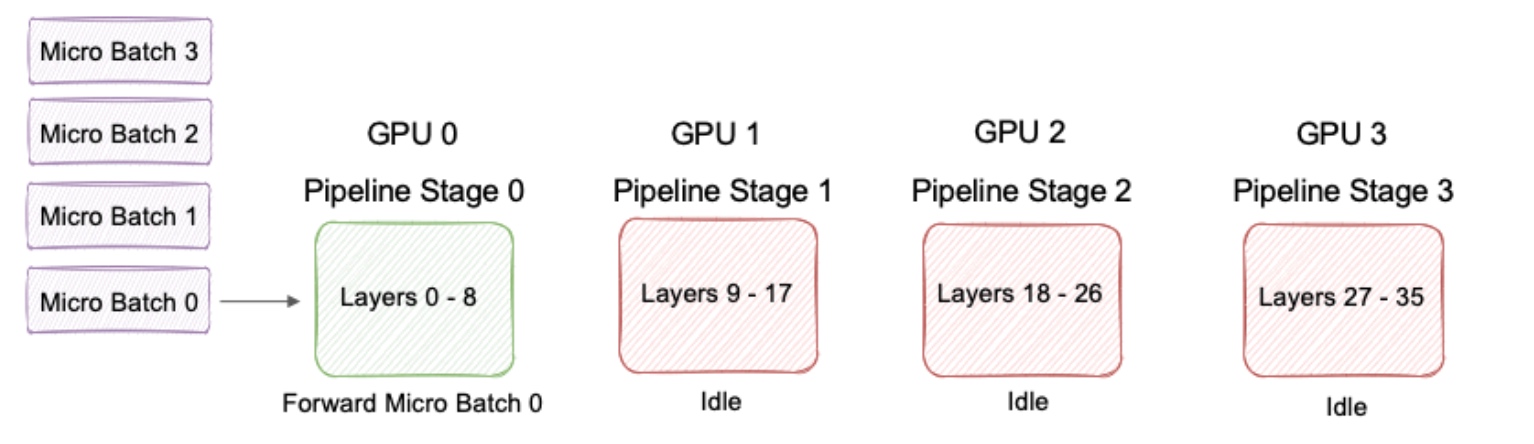 Micro Batch 3
Micro Batch 2
Micro Batch 1
Micro Batch 0
GPU 0
Pipeline Stage 0
Layers 0 - 8
Forward Micro Batch 0
GPU 1
Pipeline Stage 1
Layers 9 - 17
Idle
GPU 2
Pipeline Stage 2
Layers 18 - 26
Idle
GPU 3
Pipeline Stage 3
Layers 27 - 35
Idle